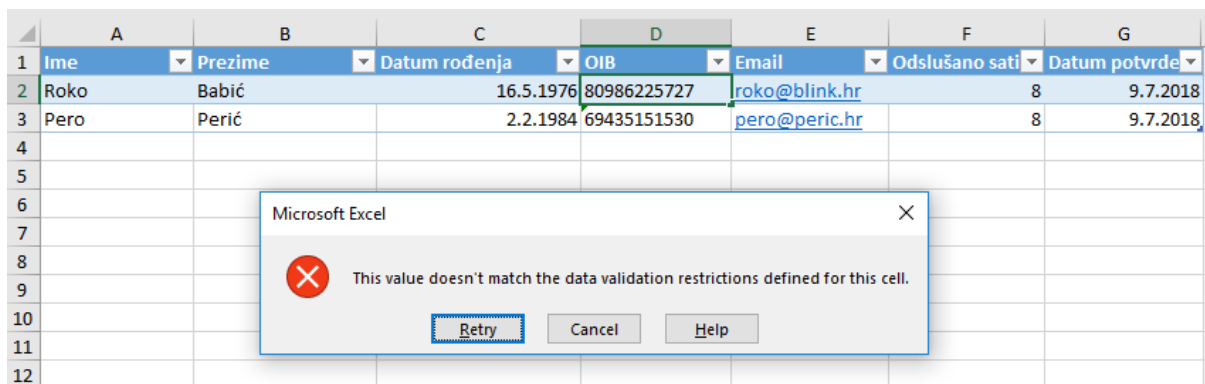 A B C D E F G
1 Ime Prezime Datum rođenja OIB Email Odslušano sati Datum potvrde
2 Roko Babić 16.5.1976 80986225727 roko@blink.hr 8 9.7.2018
3 Pero Perić 2.2.1984 69435151530 pero@peric.hr 8 9.7.2018
4
5
6
Microsoft Excel
7
8
This value doesn't match the data validation restrictions defined for this cell.
9
10
Retry Cancel Help
11
12